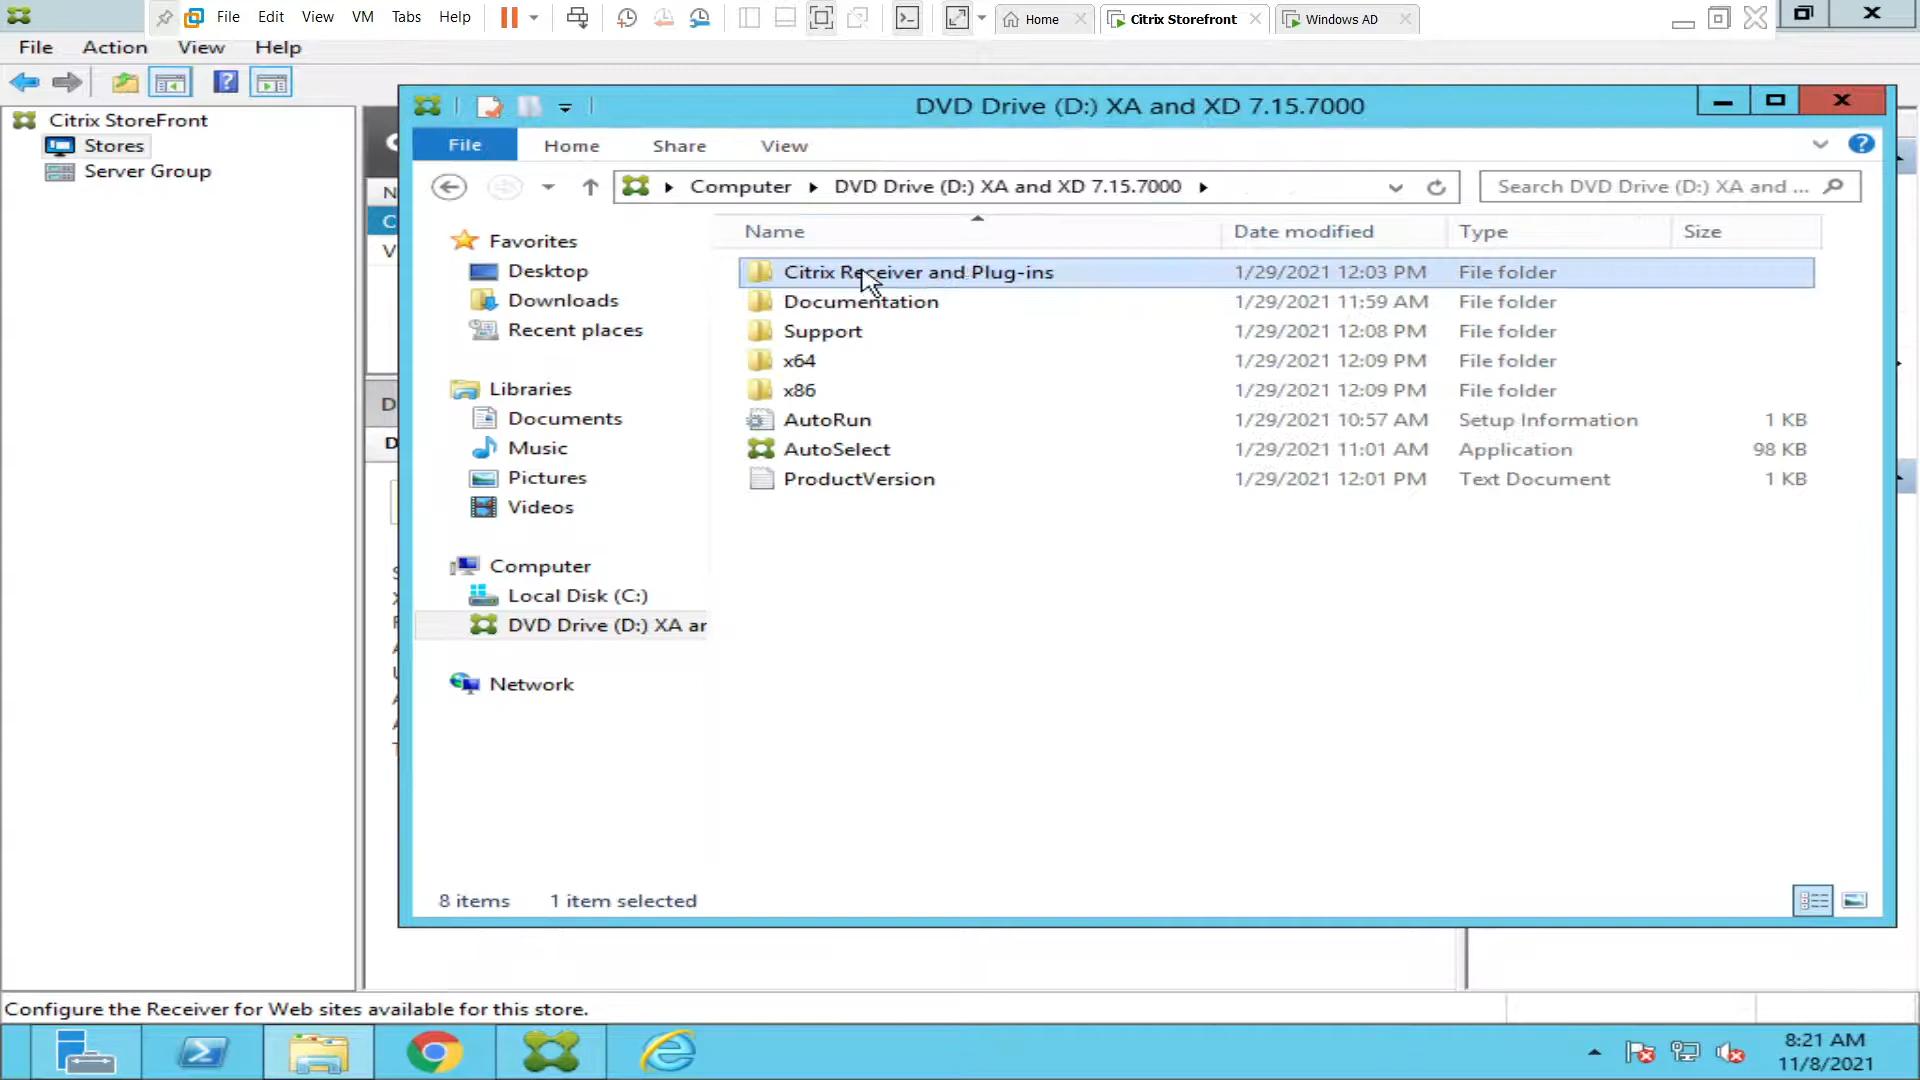 File Edit View VM Tabs Help Home Citrix Storefront Windows AD
File Action View Help
Citrix StoreFront
Stores
Server Group
DVD Drive (D:) XA and XD 7.15.7000
File Home Share View
Computer DVD Drive (D:) XA and XD 7.15.7000
Search DVD Drive (D:) XA and ...
Favorites
Desktop
Downloads
Recent places
Libraries
Documents
Music
Pictures
Videos
Computer
Local Disk (C:)
DVD Drive (D:) XA ar
Network
Name Date modified Type Size
Citrix Receiver and Plug-ins 1/29/2021 12:03 PM File folder
Documentation 1/29/2021 11:59 AM File folder
Support 1/29/2021 12:08 PM File folder
x64 1/29/2021 12:09 PM File folder
x86 1/29/2021 12:09 PM File folder
AutoRun 1/29/2021 10:57 AM Setup Information 1 KB
AutoSelect 1/29/2021 11:01 AM Application 98 KB
ProductVersion 1/29/2021 12:01 PM Text Document 1 KB
8 items 1 item selected
Configure the Receiver for Web sites available for this store.
8:21 AM
11/8/2021